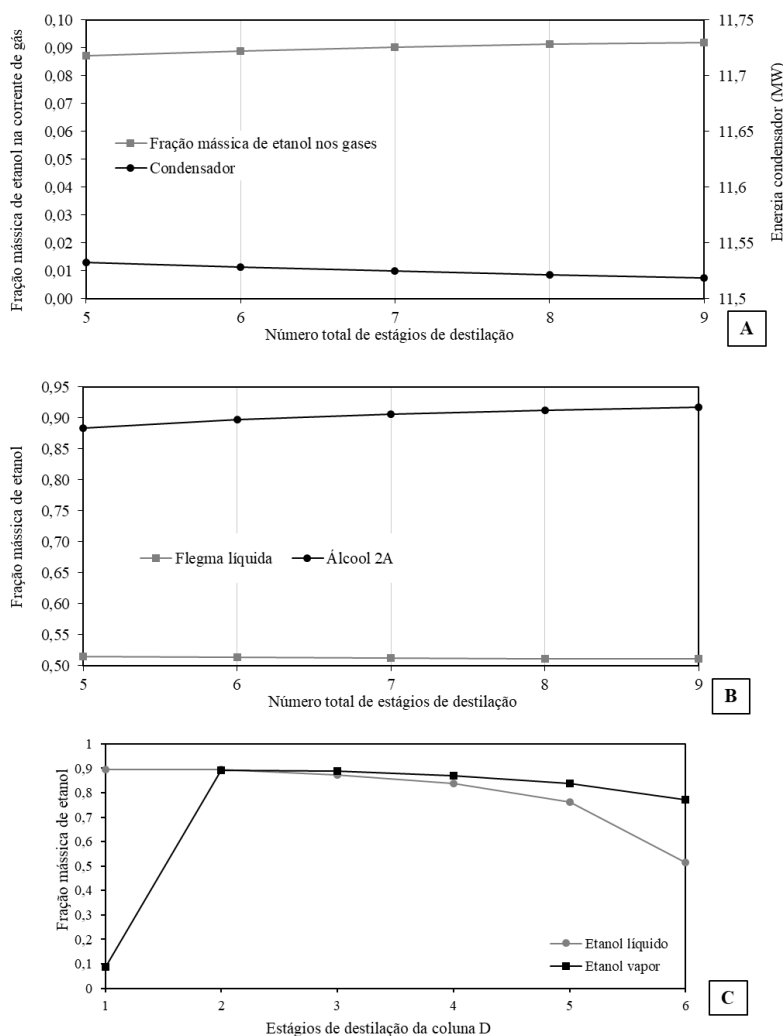 Fração mássica de etanol na corrente de gás
0,10
0,09
0,08
0,07
0,06
0,05
0,04
0,03
0,02
0,01
0,00
11,75
11,7
11,65
11,6
11,55
11,5
Energia condensador (MW)
Fração mássica de etanol nos gases
Condensador
5 6 7 8 9
Número total de estágios de destilação
A
Fração mássica de etanol
0,95
0,90
0,85
0,80
0,75
0,70
0,65
0,60
0,55
0,50
Flegma líquida Álcool 2A
5 6 7 8 9
Número total de estágios de destilação
B
Fração mássica de etanol
1
0,9
0,8
0,7
0,6
0,5
0,4
0,3
0,2
0,1
0
Etanol líquido
Etanol vapor
1 2 3 4 5 6
Estágios de destilação da coluna D
C